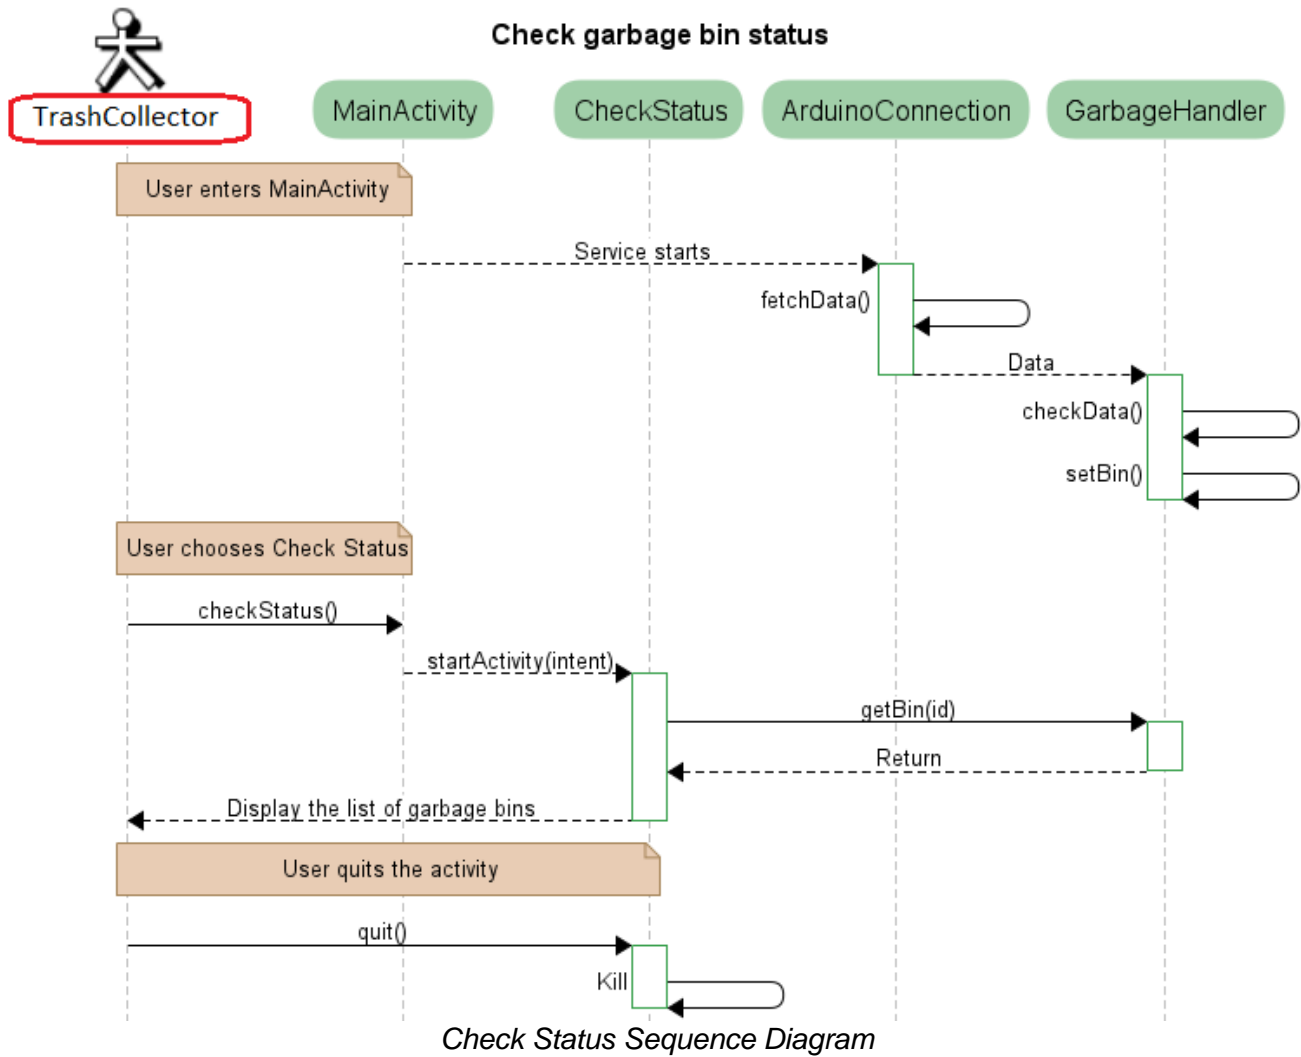 Check garbage bin status
TrashCollector
MainActivity
CheckStatus
ArduinoConnection
GarbageHandler
User enters MainActivity
Service starts
fetchData()
Data
checkData()
setBin()
User chooses Check Status
checkStatus()
startActivity(intent)
getBin(id)
Return
Display the list of garbage bins
User quits the activity
quit()
Kill
Check Status Sequence Diagram